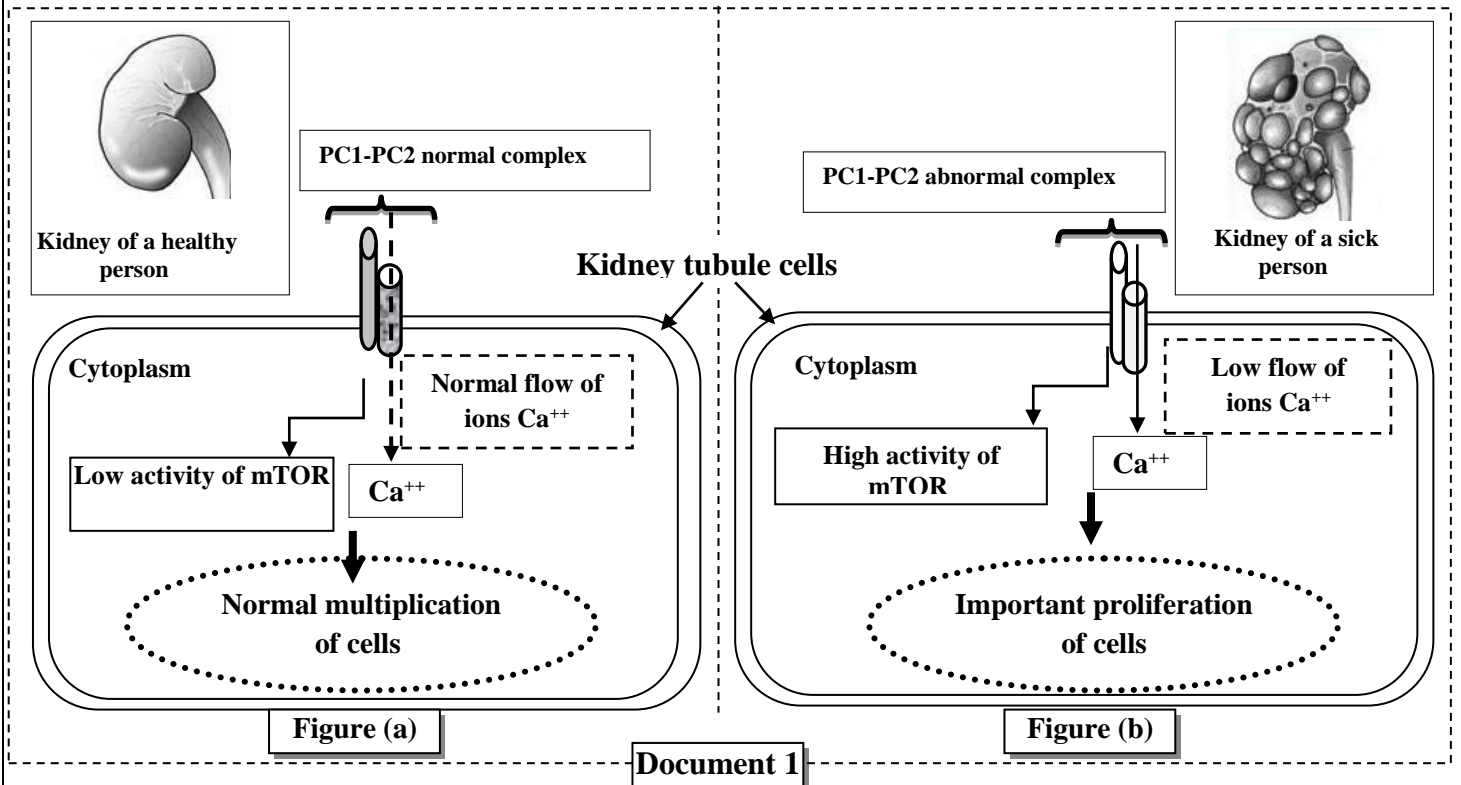 PC1-PC2 normal complex
Kidney of a healthy
person
PC1-PC2 abnormal complex
Kidney of a sick
person
Kidney tubule cells
Cytoplasm
Normal flow of
ions Ca⁺⁺
Low activity of mTOR
Ca⁺⁺
Normal multiplication
of cells
Figure (a)
Cytoplasm
Low flow of
ions Ca⁺⁺
High activity of
mTOR
Ca⁺⁺
Important proliferation
of cells
Figure (b)
Document 1